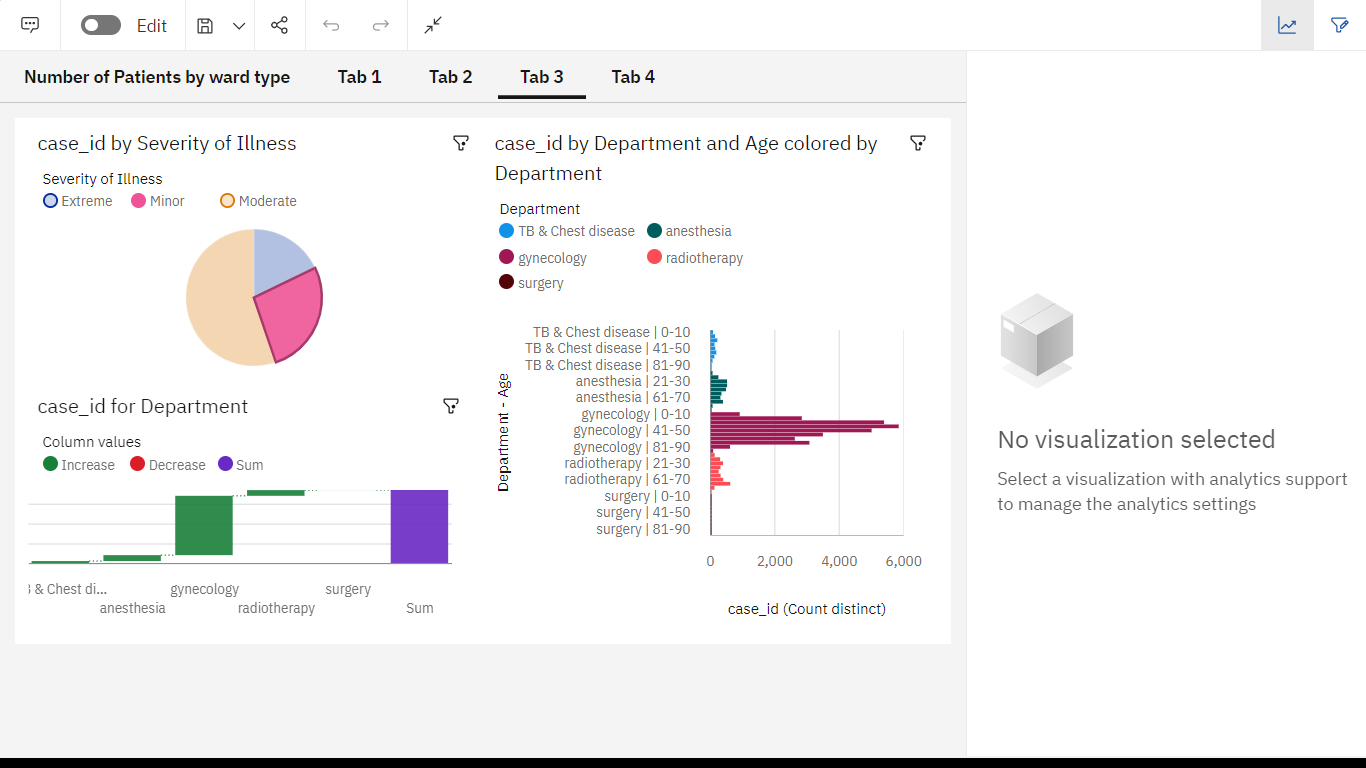 Edit
Number of Patients by ward type Tab 1 Tab 2 Tab 3 Tab 4
case_id by Severity of Illness
Severity of Illness
Extreme Minor Moderate
case_id for Department
Column values
Increase Decrease Sum
& Chest di... gynecology surgery
anesthesia radiotherapy Sum
case_id by Department and Age colored by
Department
Department
TB & Chest disease anesthesia
gynecology radiotherapy
surgery
Department - Age
TB & Chest disease | 0-10
TB & Chest disease | 41-50
TB & Chest disease | 81-90
anesthesia | 21-30
anesthesia | 61-70
gynecology | 0-10
gynecology | 41-50
gynecology | 81-90
radiotherapy | 21-30
radiotherapy | 61-70
surgery | 0-10
surgery | 41-50
surgery | 81-90
0 2,000 4,000 6,000
case_id (Count distinct)
No visualization selected
Select a visualization with analytics support
to manage the analytics settings